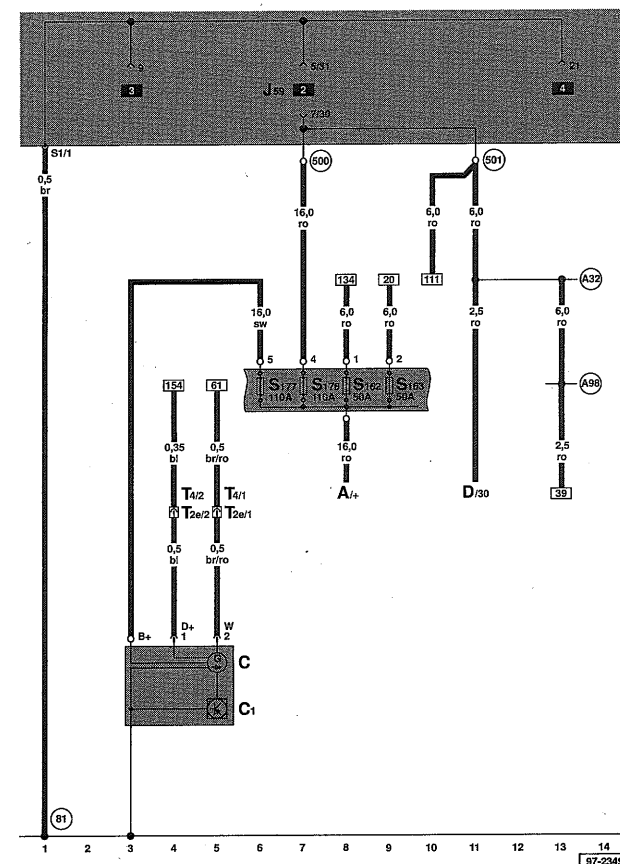 9 5/31 21
3 J59 2 4
7/30
S1/1 500 501
0,5
br
16,0
ro
6,0
ro
6,0
ro
134 20 111 A32
16,0
sw
6,0
ro
6,0
ro
2,5
ro
6,0
ro
5 4 1 2
S177 S176 S162 S163
110A 110A 50A 50A
154 61 A98
0,35
bl
0,5
br/ro
16,0
ro
2,5
ro
A/+ D/30 39
T4/2 T4/1
T2e/2 T2e/1
0,5
bl
0,5
br/ro
B+ D+
1
W
2
G C
C1
81
1 2 3 4 5 6 7 8 9 10 11 12 13 14
97-2349